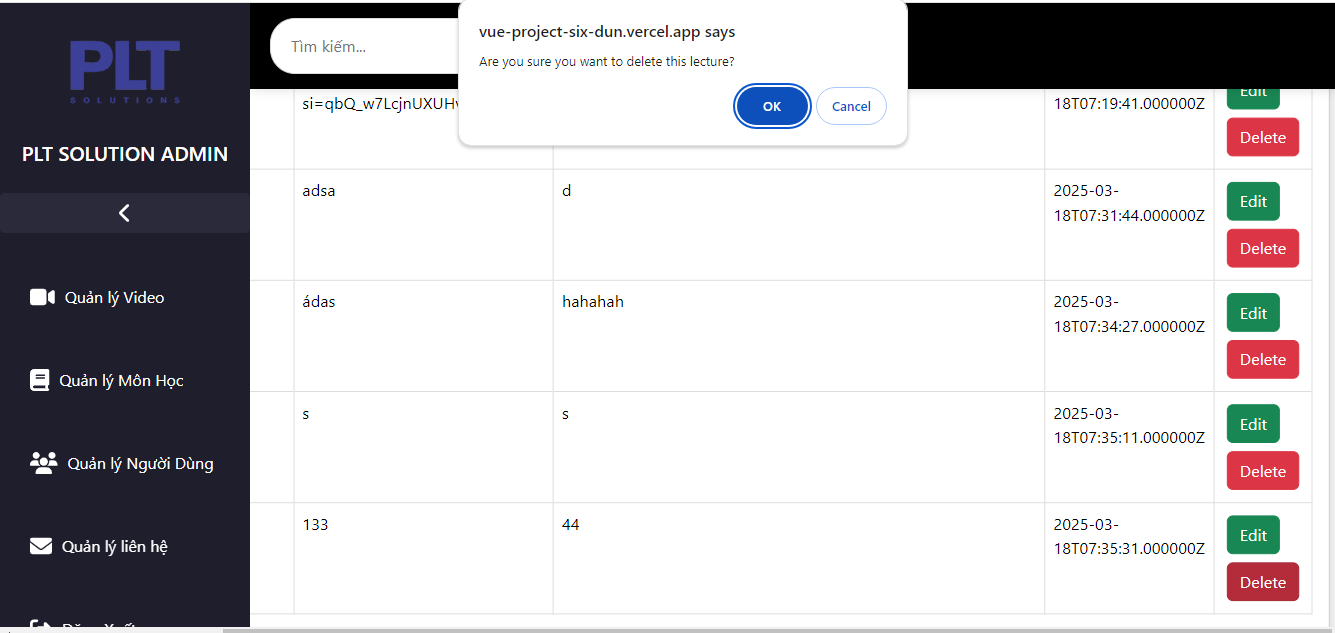 vue-project-six-dun.vercel.app says
Are you sure you want to delete this lecture?
OK
Cancel
PLT
SOLUTIONS
PLT SOLUTION ADMIN
Quản lý Video
Quản lý Môn Học
Quản lý Người Dùng
Quản lý liên hệ
Tìm kiếm...
18T07:19:41.000000Z
Edit
Delete
adsa
d
2025-03-
18T07:31:44.000000Z
Edit
Delete
ádas
hahahah
2025-03-
18T07:34:27.000000Z
Edit
Delete
s
s
2025-03-
18T07:35:11.000000Z
Edit
Delete
133
44
2025-03-
18T07:35:31.000000Z
Edit
Delete